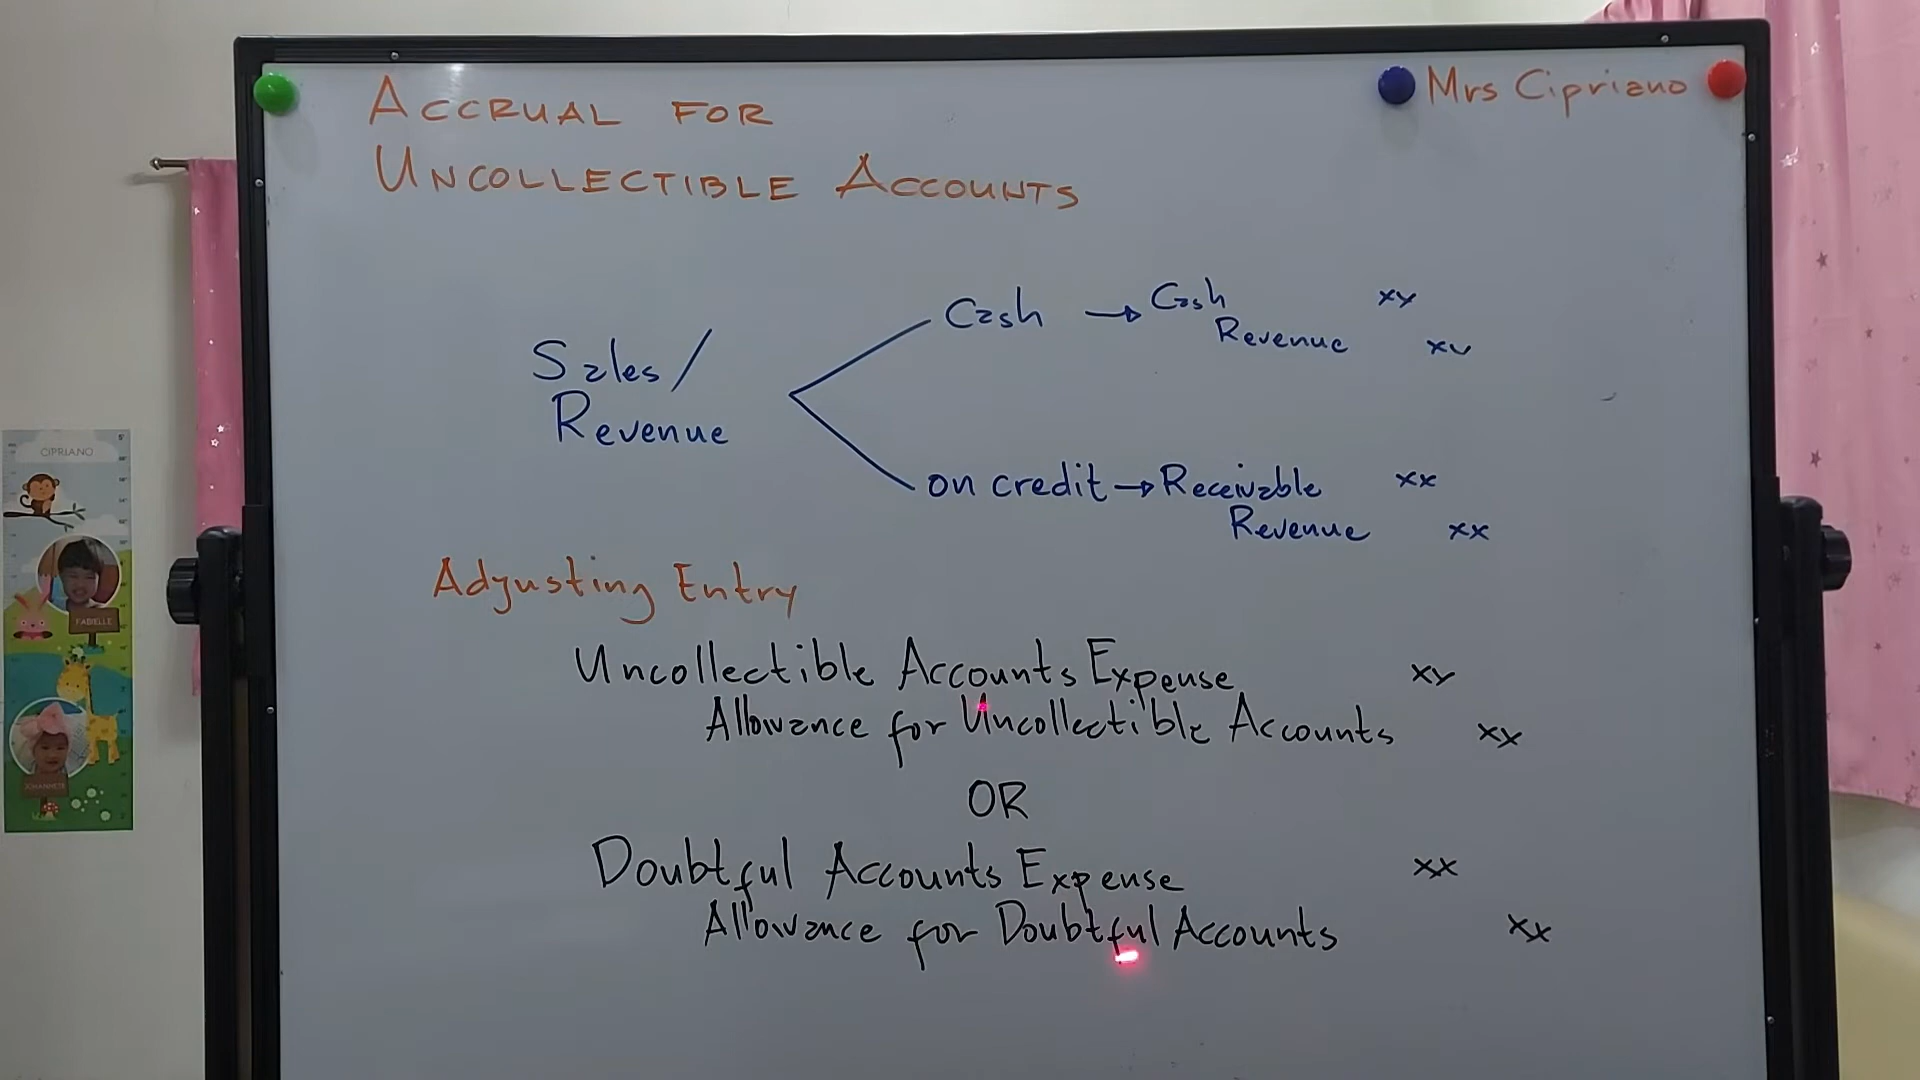 ACCRUAL FOR
UNCOLLECTIBLE ACCOUNTS
Mrs Cipriano
Sales/
Revenue
Cash → Cash xx
Revenue xx
on credit → Receivable xx
Revenue xx
Adjusting Entry
Uncollectible Accounts Expense xx
Allowance for Uncollectible Accounts xx
OR
Doubtful Accounts Expense xx
Allowance for Doubtful Accounts xx
CIPRIANO
FABIELLE